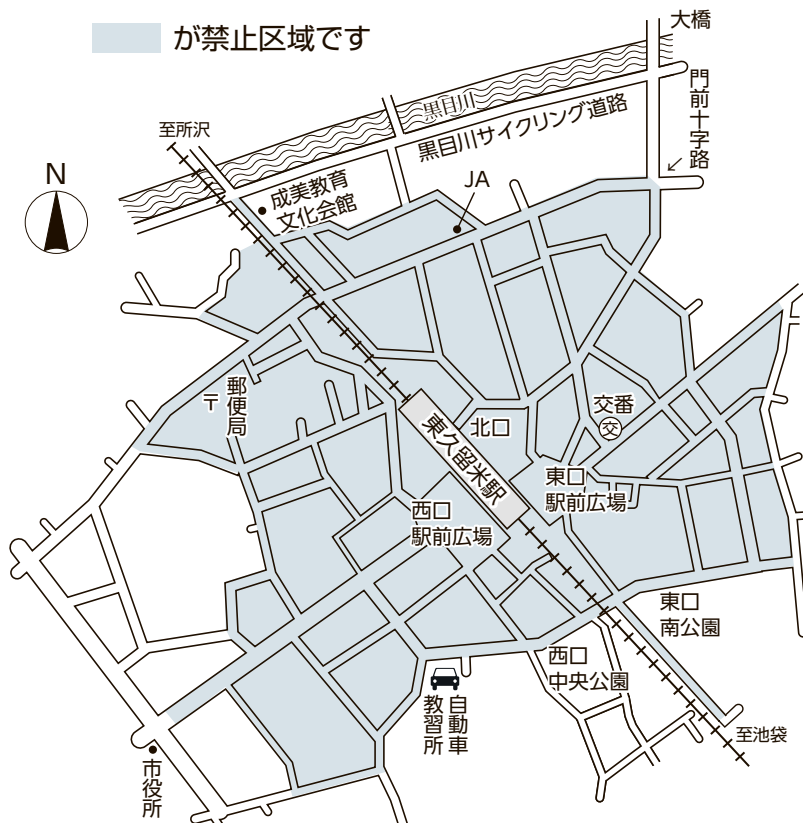 が禁止区域です
大橋
黒目川
黒目川サイクリング道路
門前十字路
至所沢
N
成美教育
文化会館
JA
郵便局
〒
交番
交
北口
東久留米駅
東口
駅前広場
西口
駅前広場
東口
南公園
西口
中央公園
自動車
教習所
至池袋
市役所